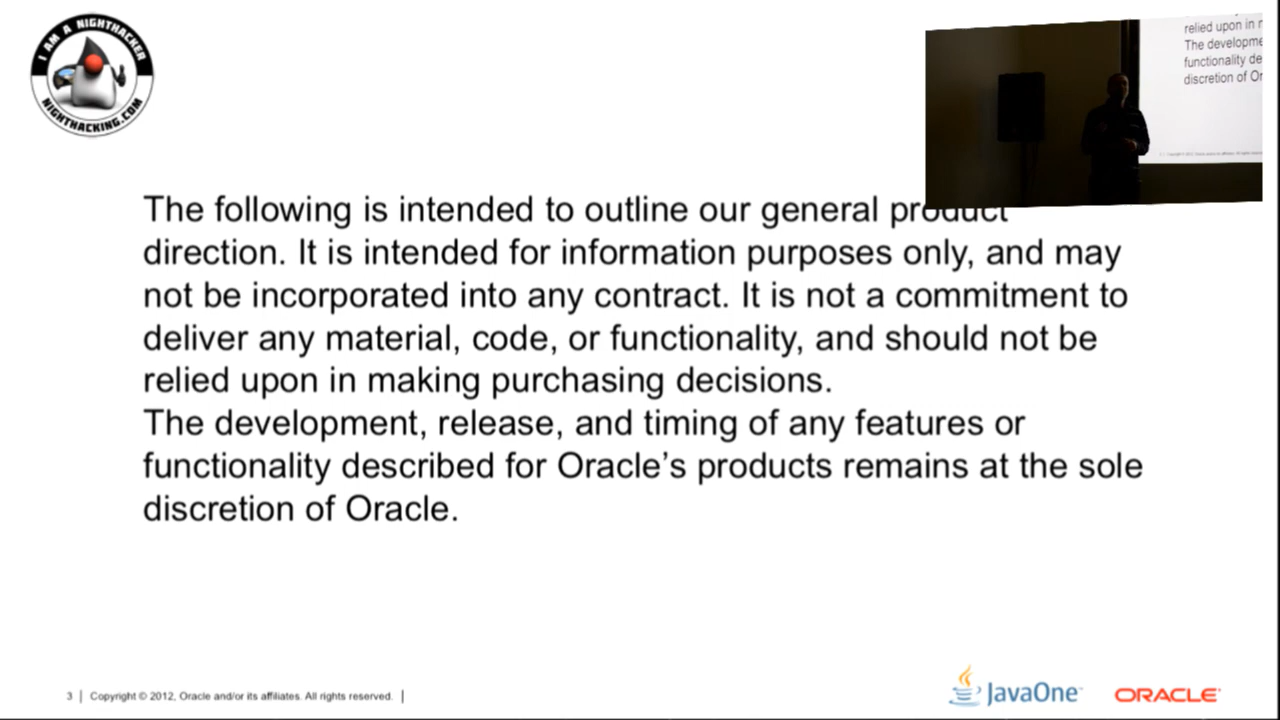 I AM A NIGHTHACKER
NIGHTHACKING.COM
relied upon in
The developme
functionality de
discretion of Or
The following is intended to outline our general product
direction. It is intended for information purposes only, and may
not be incorporated into any contract. It is not a commitment to
deliver any material, code, or functionality, and should not be
relied upon in making purchasing decisions.
The development, release, and timing of any features or
functionality described for Oracle’s products remains at the sole
discretion of Oracle.
3 | Copyright © 2012, Oracle and/or its affiliates. All rights reserved. |
JavaOne™
ORACLE®